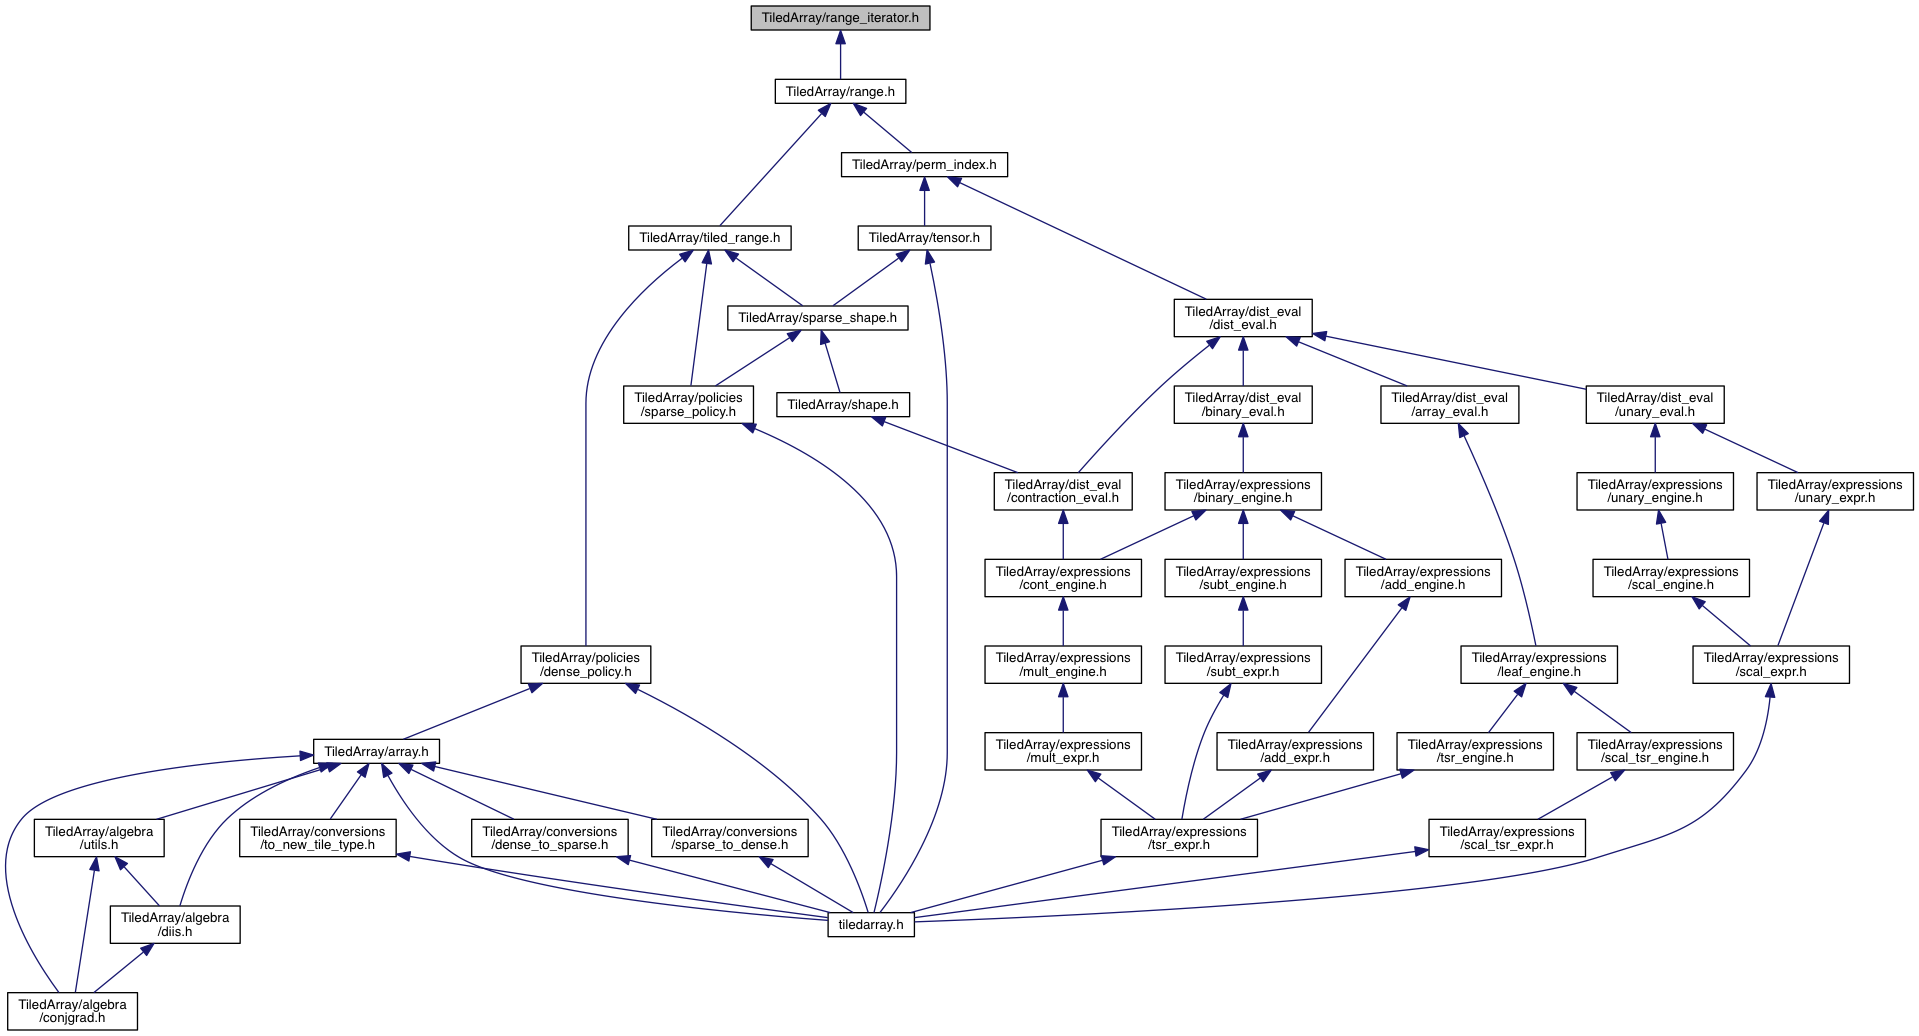 TiledArray/range_iterator.h
TiledArray/range.h
TiledArray/perm_index.h
TiledArray/tiled_range.h
TiledArray/tensor.h
TiledArray/sparse_shape.h
TiledArray/dist_eval
/dist_eval.h
TiledArray/policies
/sparse_policy.h
TiledArray/shape.h
TiledArray/dist_eval
/binary_eval.h
TiledArray/dist_eval
/array_eval.h
TiledArray/dist_eval
/unary_eval.h
TiledArray/dist_eval
/contraction_eval.h
TiledArray/expressions
/binary_engine.h
TiledArray/expressions
/unary_engine.h
TiledArray/expressions
/unary_expr.h
TiledArray/expressions
/cont_engine.h
TiledArray/expressions
/subt_engine.h
TiledArray/expressions
/add_engine.h
TiledArray/expressions
/scal_engine.h
TiledArray/policies
/dense_policy.h
TiledArray/expressions
/mult_engine.h
TiledArray/expressions
/subt_expr.h
TiledArray/expressions
/leaf_engine.h
TiledArray/expressions
/scal_expr.h
TiledArray/array.h
TiledArray/expressions
/mult_expr.h
TiledArray/expressions
/add_expr.h
TiledArray/expressions
/tsr_engine.h
TiledArray/expressions
/scal_tsr_engine.h
TiledArray/algebra
/utils.h
TiledArray/conversions
/to_new_tile_type.h
TiledArray/conversions
/dense_to_sparse.h
TiledArray/conversions
/sparse_to_dense.h
TiledArray/expressions
/tsr_expr.h
TiledArray/expressions
/scal_tsr_expr.h
TiledArray/algebra
/diis.h
tiledarray.h
TiledArray/algebra
/conjgrad.h